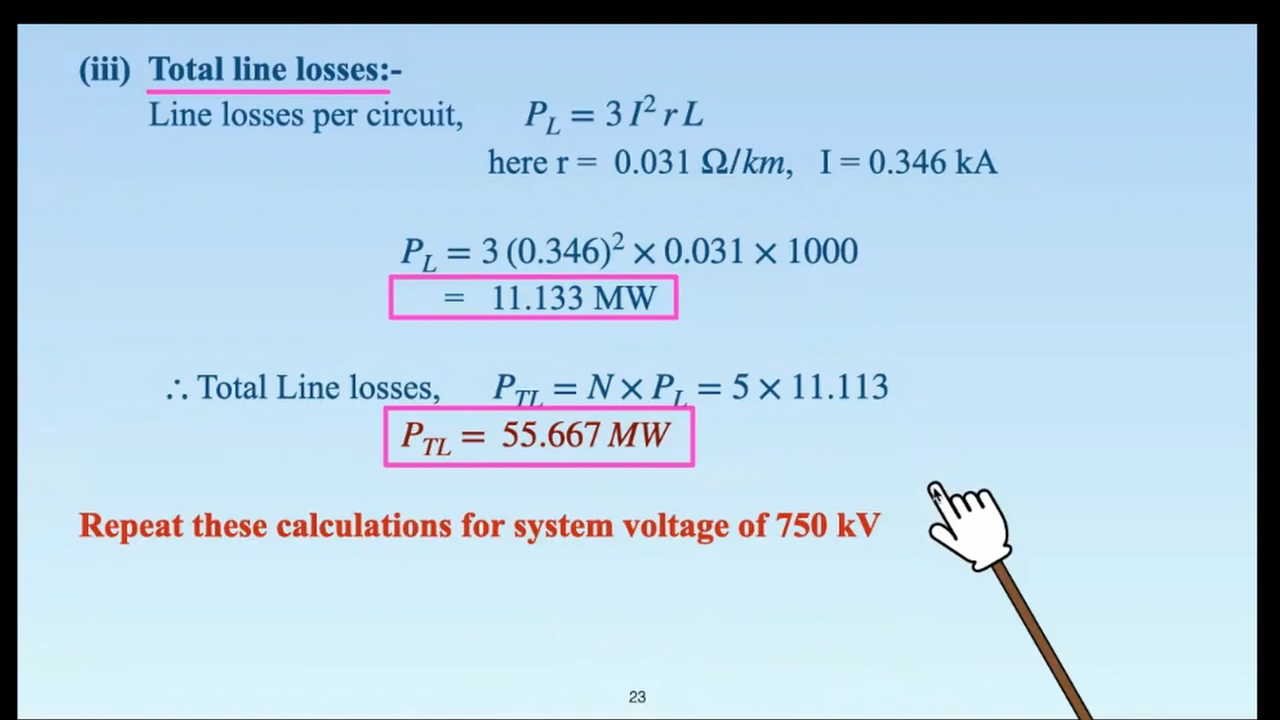 (iii) Total line losses:-
Line losses per circuit, P_L = 3 I² r L
here r = 0.031 Ω/km, I = 0.346 kA
P_L = 3 (0.346)² × 0.031 × 1000
= 11.133 MW
∴ Total Line losses, P_TL = N × P_L = 5 × 11.113
P_TL = 55.667 MW
Repeat these calculations for system voltage of 750 kV
23